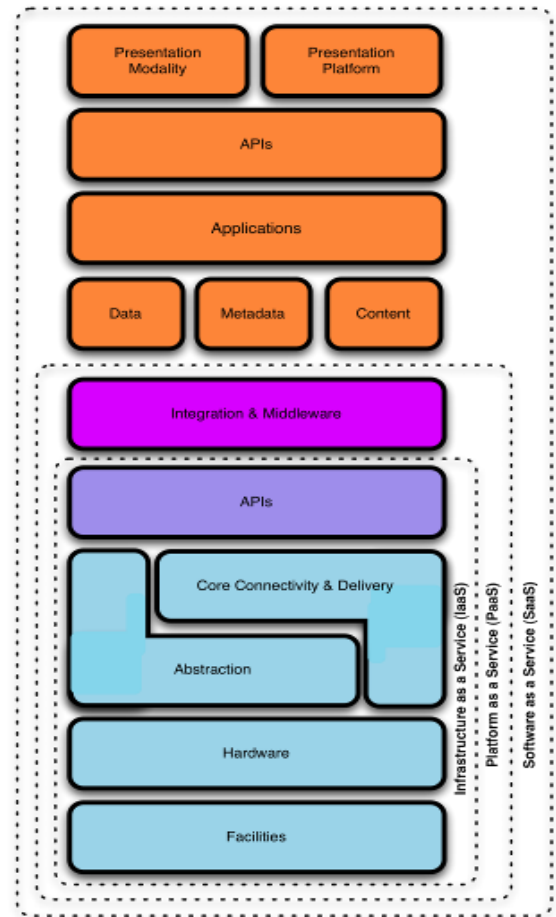 Presentation
Modality
Presentation
Platform
APIs
Applications
Data
Metadata
Content
Integration & Middleware
APIs
Core Connectivity & Delivery
Abstraction
Hardware
Facilities
Infrastructure as a Service (IaaS)
Platform as a Service (PaaS)
Software as a Service (SaaS)